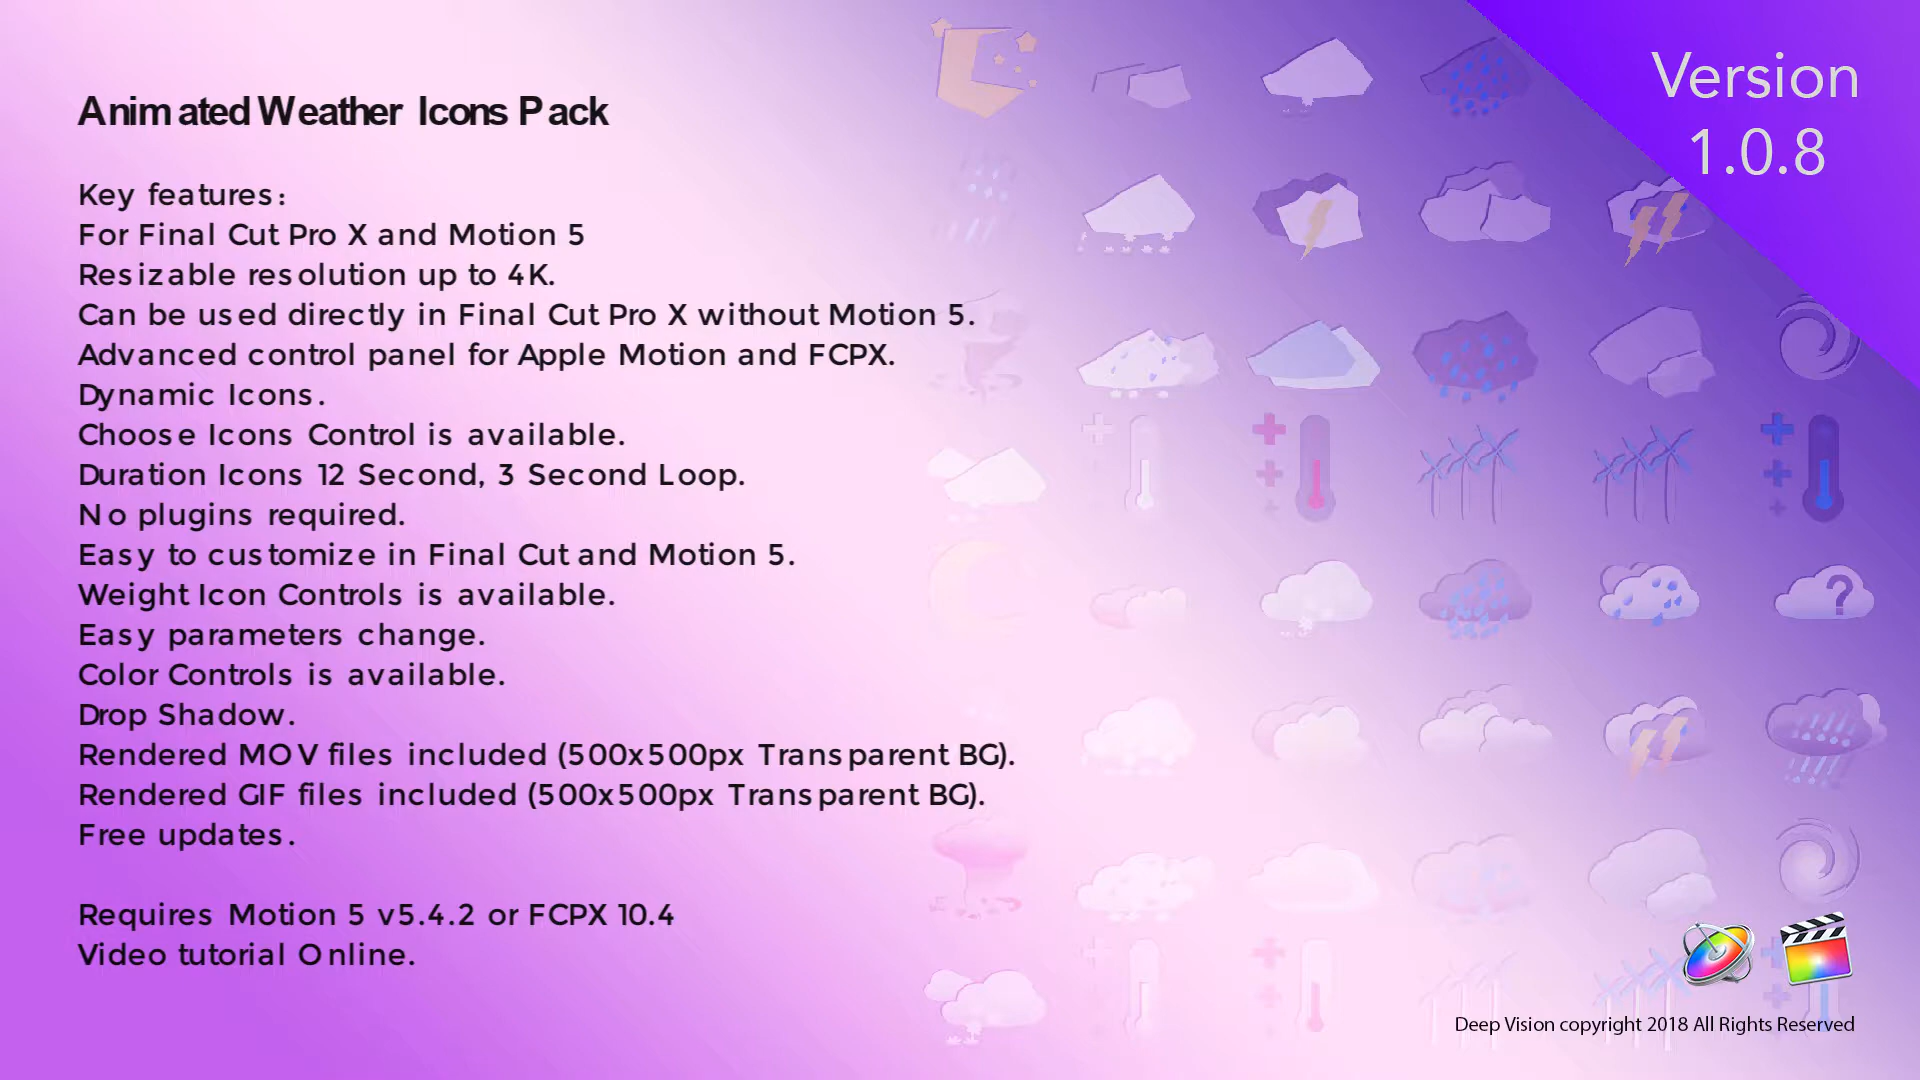 Version
1.0.8
Animated Weather Icons Pack
Key features:
For Final Cut Pro X and Motion 5
Resizable resolution up to 4K.
Can be used directly in Final Cut Pro X without Motion 5.
Advanced control panel for Apple Motion and FCPX.
Dynamic Icons.
Choose Icons Control is available.
Duration Icons 12 Second, 3 Second Loop.
No plugins required.
Easy to customize in Final Cut and Motion 5.
Weight Icon Controls is available.
Easy parameters change.
Color Controls is available.
Drop Shadow.
Rendered MOV files included (500x500px Transparent BG).
Rendered GIF files included (500x500px Transparent BG).
Free updates.
Requires Motion 5 v5.4.2 or FCPX 10.4
Video tutorial Online.
?
Deep Vision copyright 2018 All Rights Reserved